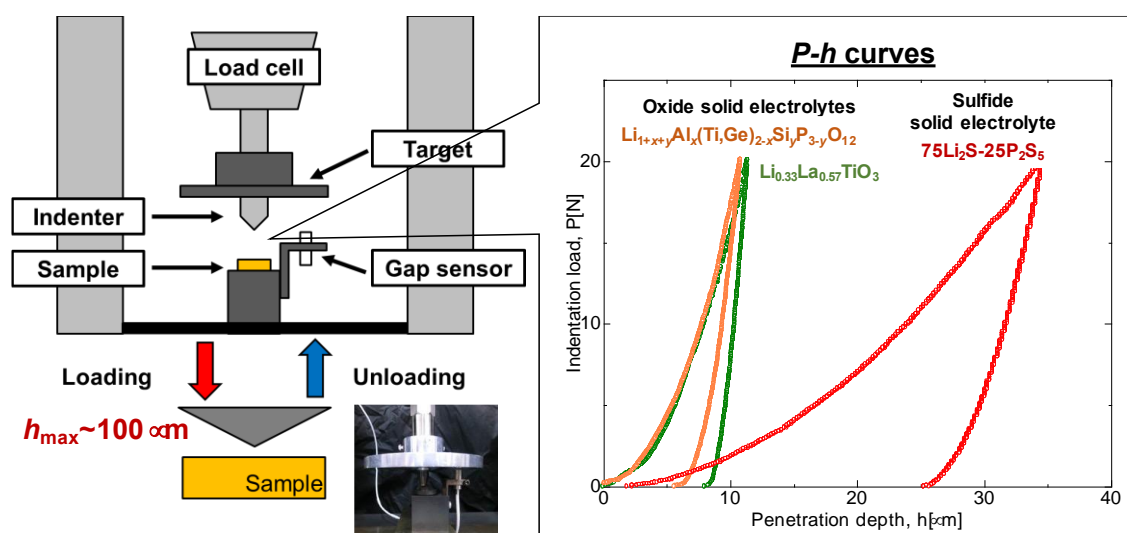 Load cell
Target
Indenter
Sample
Gap sensor
Loading
Unloading
hmax~100 ∝m
Sample
P-h curves
Oxide solid electrolytes
Li1+x+yAlx(Ti,Ge)2-xSiyP3-yO12
Li0.33La0.57TiO3
Sulfide
solid electrolyte
75Li2S-25P2S5
Indentation load, P[N]
20
10
0
0
10
20
30
40
Penetration depth, h[∝m]